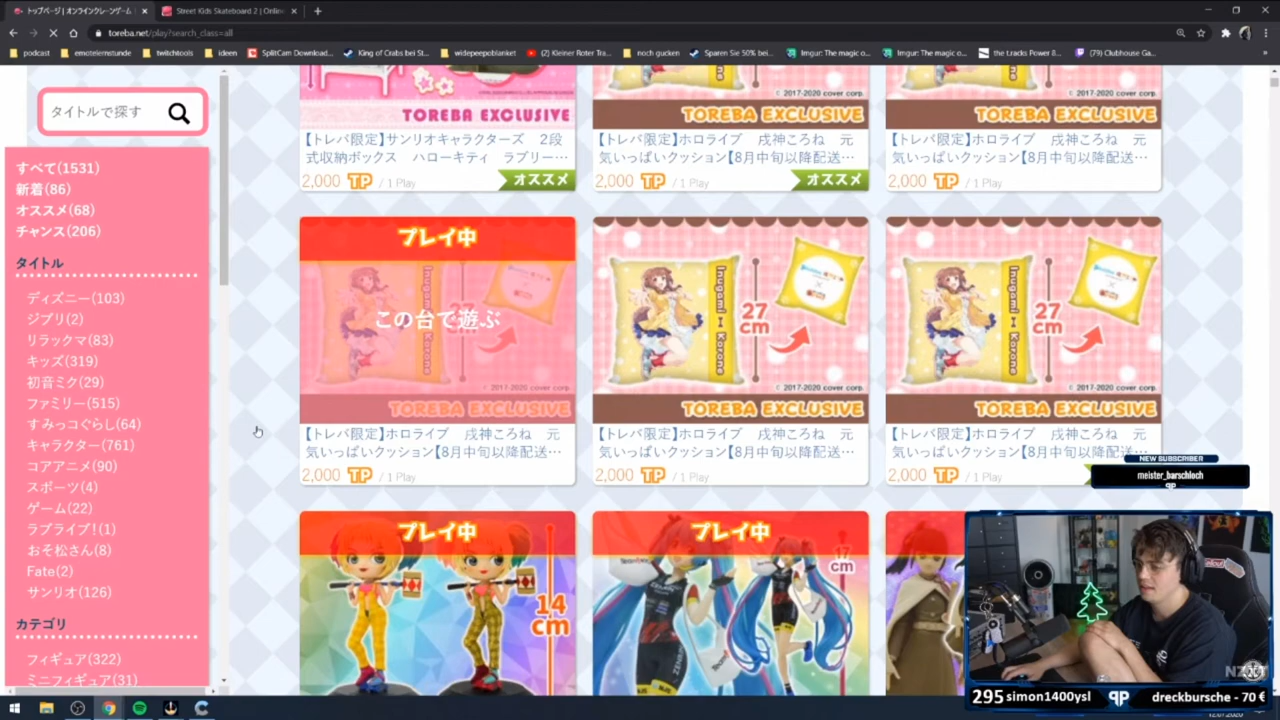 トップページ | オンラインクレーンゲーム
Street Kids Skateboard 2 | Online
toreba.net/play?search_class=all
podcast
emotelernstunde
twitchtools
ideen
SplitCam Download...
King of Crabs bei St...
widepeepoblanket
(2) Kleiner Roter Tra...
noch gucken
Sparen Sie 50% bei...
Imgur: The magic o...
Imgur: The magic o...
the t.racks Power 8...
(79) Clubhouse Ga...
タイトルで探す
すべて(1531)
新着(86)
オススメ(68)
チャンス(206)
タイトル
ディズニー(103)
ジブリ(2)
リラックマ(83)
キッズ(319)
初音ミク(29)
ファミリー(515)
すみっコぐらし(64)
キャラクター(761)
コアアニメ(90)
スポーツ(4)
ゲーム(22)
ラブライブ！(1)
おそ松さん(8)
Fate(2)
サンリオ(126)
カテゴリ
フィギュア(322)
ミニフィギュア(31)
TOREBA EXCLUSIVE
【トレバ限定】サンリオキャラクターズ　2段
式収納ボックス　ハローキティ　ラブリー…
2,000 TP / 1 Play
オススメ
© 2017-2020 cover corp.
TOREBA EXCLUSIVE
【トレバ限定】ホロライブ　戌神ころね　元
気いっぱいクッション【8月中旬以降配送…
2,000 TP / 1 Play
オススメ
© 2017-2020 cover corp.
TOREBA EXCLUSIVE
【トレバ限定】ホロライブ　戌神ころね　元
気いっぱいクッション【8月中旬以降配送…
2,000 TP / 1 Play
プレイ中
この台で遊ぶ
Inugami Korone
27
cm
© 2017-2020 cover corp.
TOREBA EXCLUSIVE
【トレバ限定】ホロライブ　戌神ころね　元
気いっぱいクッション【8月中旬以降配送…
2,000 TP / 1 Play
Inugami Korone
27
cm
© 2017-2020 cover corp.
TOREBA EXCLUSIVE
【トレバ限定】ホロライブ　戌神ころね　元
気いっぱいクッション【8月中旬以降配送…
2,000 TP / 1 Play
Inugami Korone
27
cm
© 2017-2020 cover corp.
TOREBA EXCLUSIVE
【トレバ限定】ホロライブ　戌神ころね　元
気いっぱいクッション【8月中旬以降配送…
2,000 TP / 1 Play
NEW SUBSCRIBER
meister_barschloch
プレイ中
14
cm
プレイ中
17
cm
295 simon1400ysl
dreckbursche - 70 €